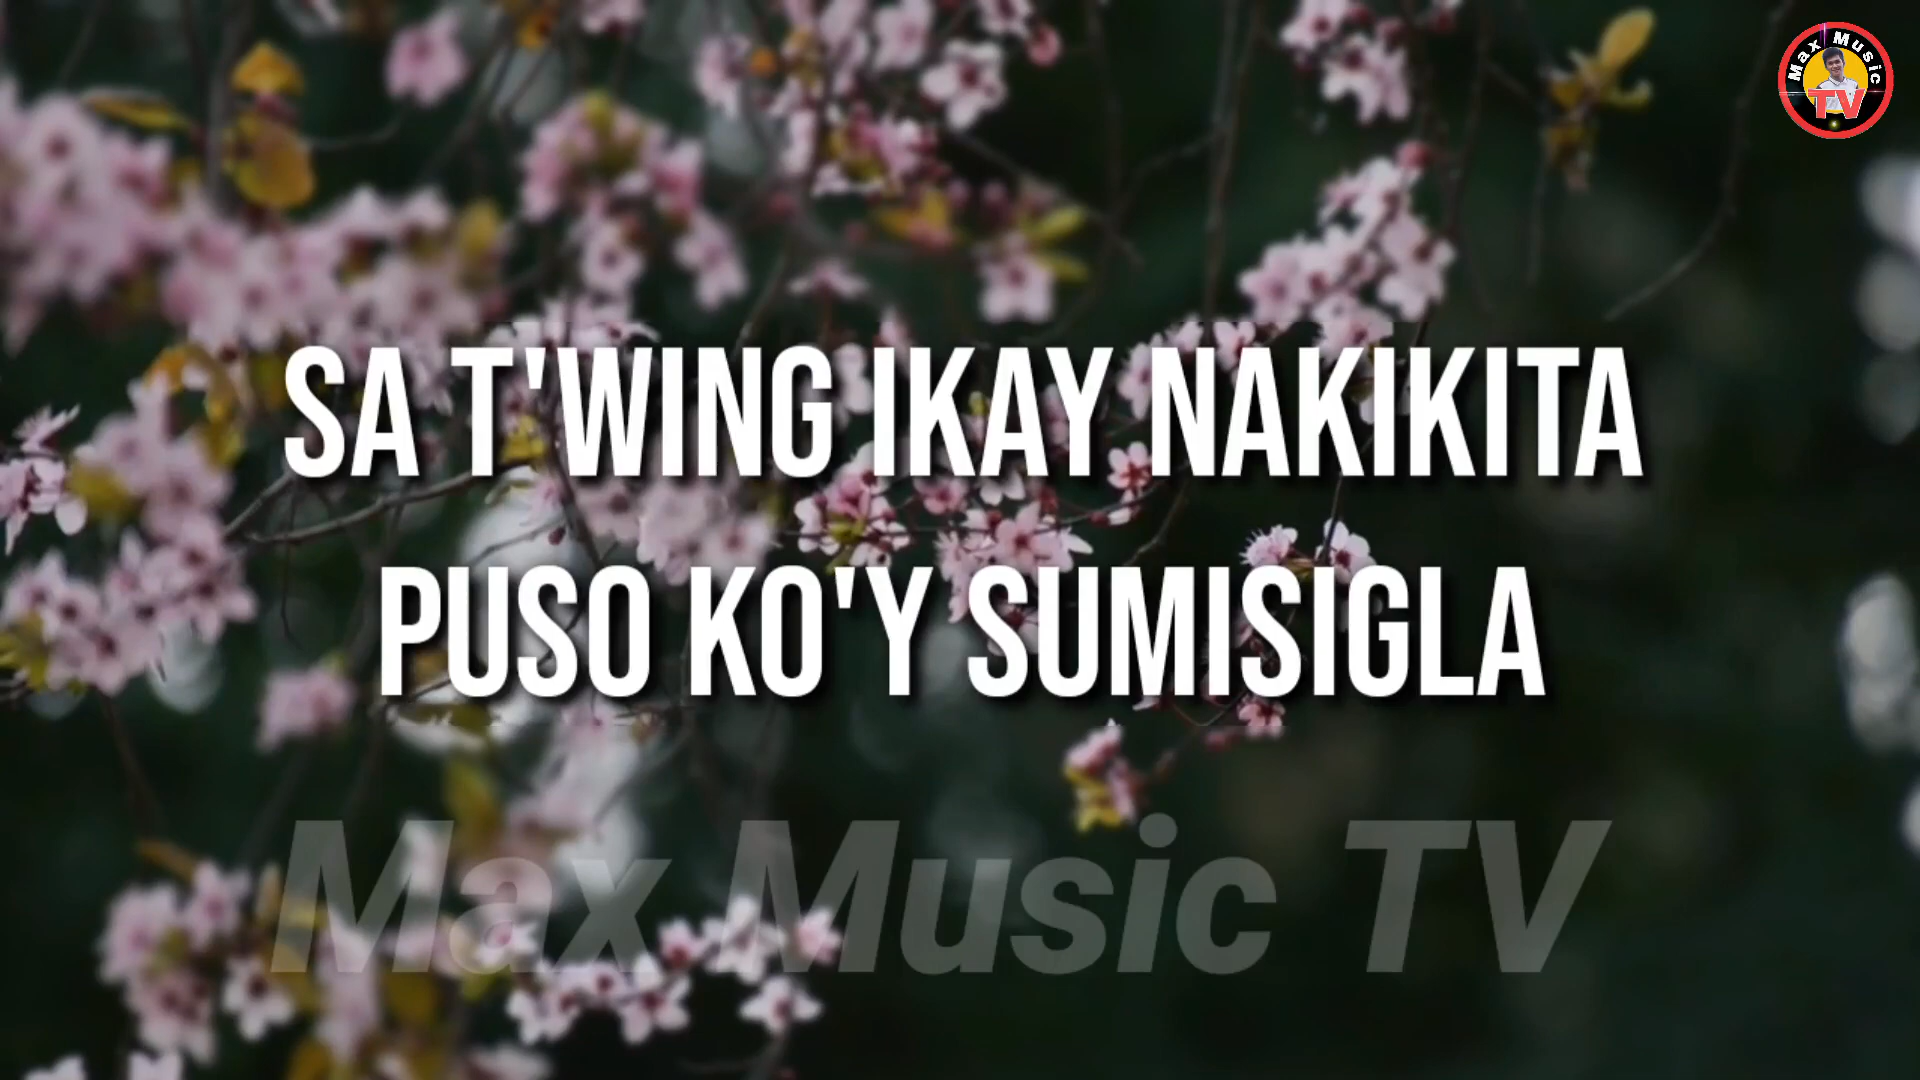 Max Music
TV
SA T'WING IKAY NAKIKITA
PUSO KO'Y SUMISIGLA
Max Music TV